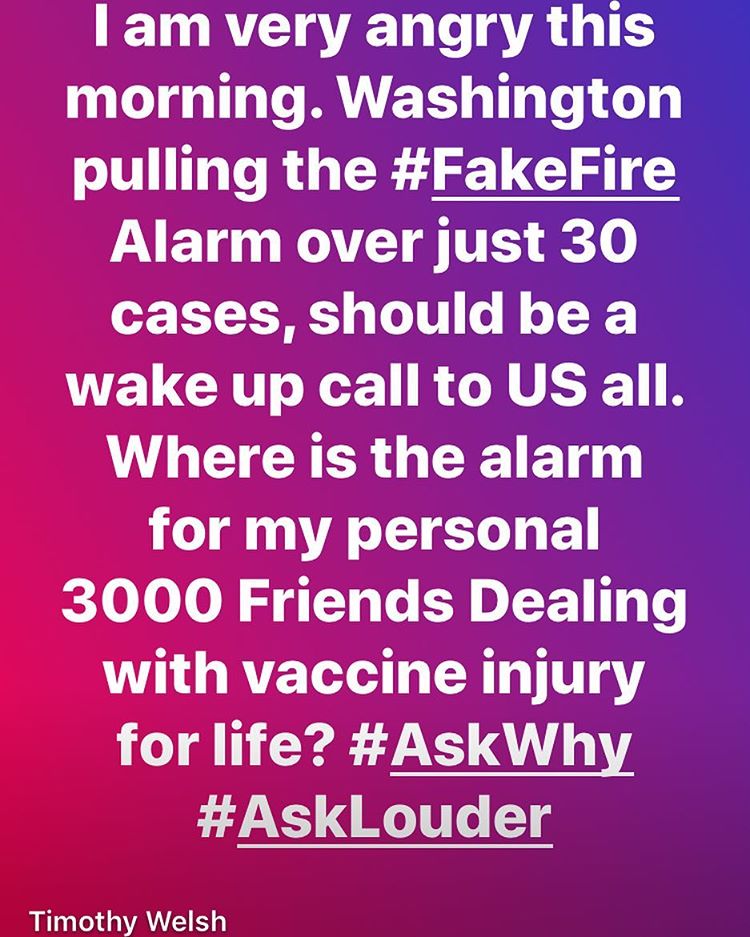 I am very angry this
morning. Washington
pulling the #FakeFire
Alarm over just 30
cases, should be a
wake up call to US all.
Where is the alarm
for my personal
3000 Friends Dealing
with vaccine injury
for life? #AskWhy
#AskLouder
Timothy Welsh